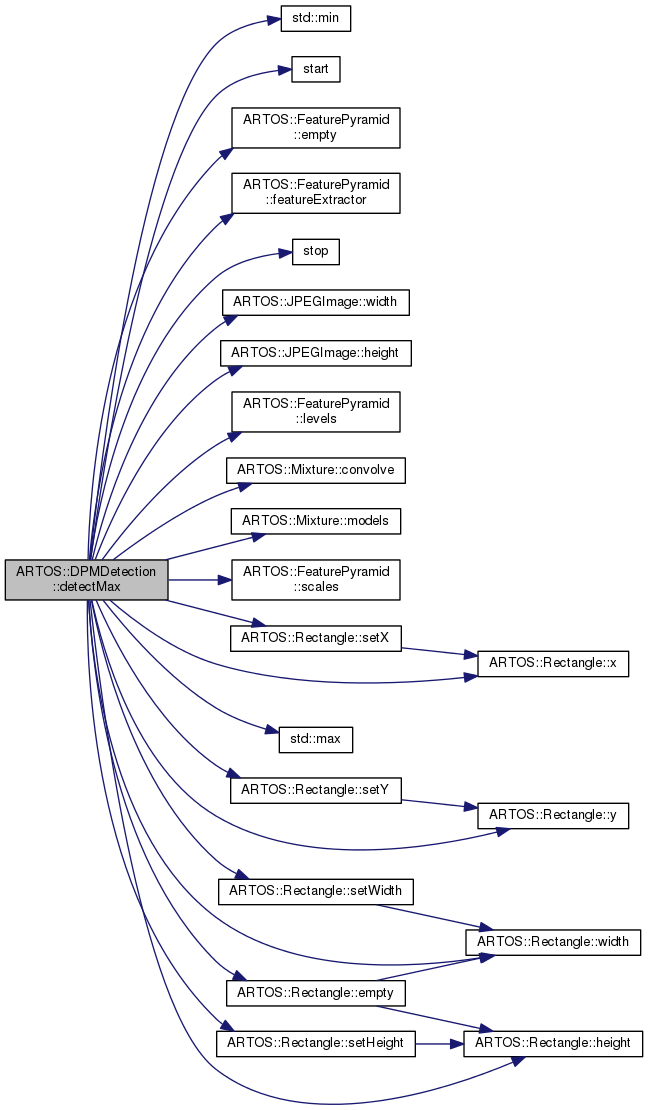 std::min
start
ARTOS::FeaturePyramid
::empty
ARTOS::FeaturePyramid
::featureExtractor
stop
ARTOS::JPEGImage::width
ARTOS::JPEGImage::height
ARTOS::FeaturePyramid
::levels
ARTOS::Mixture::convolve
ARTOS::Mixture::models
ARTOS::DPMDetection
::detectMax
ARTOS::FeaturePyramid
::scales
ARTOS::Rectangle::setX
ARTOS::Rectangle::x
std::max
ARTOS::Rectangle::setY
ARTOS::Rectangle::y
ARTOS::Rectangle::setWidth
ARTOS::Rectangle::width
ARTOS::Rectangle::empty
ARTOS::Rectangle::setHeight
ARTOS::Rectangle::height